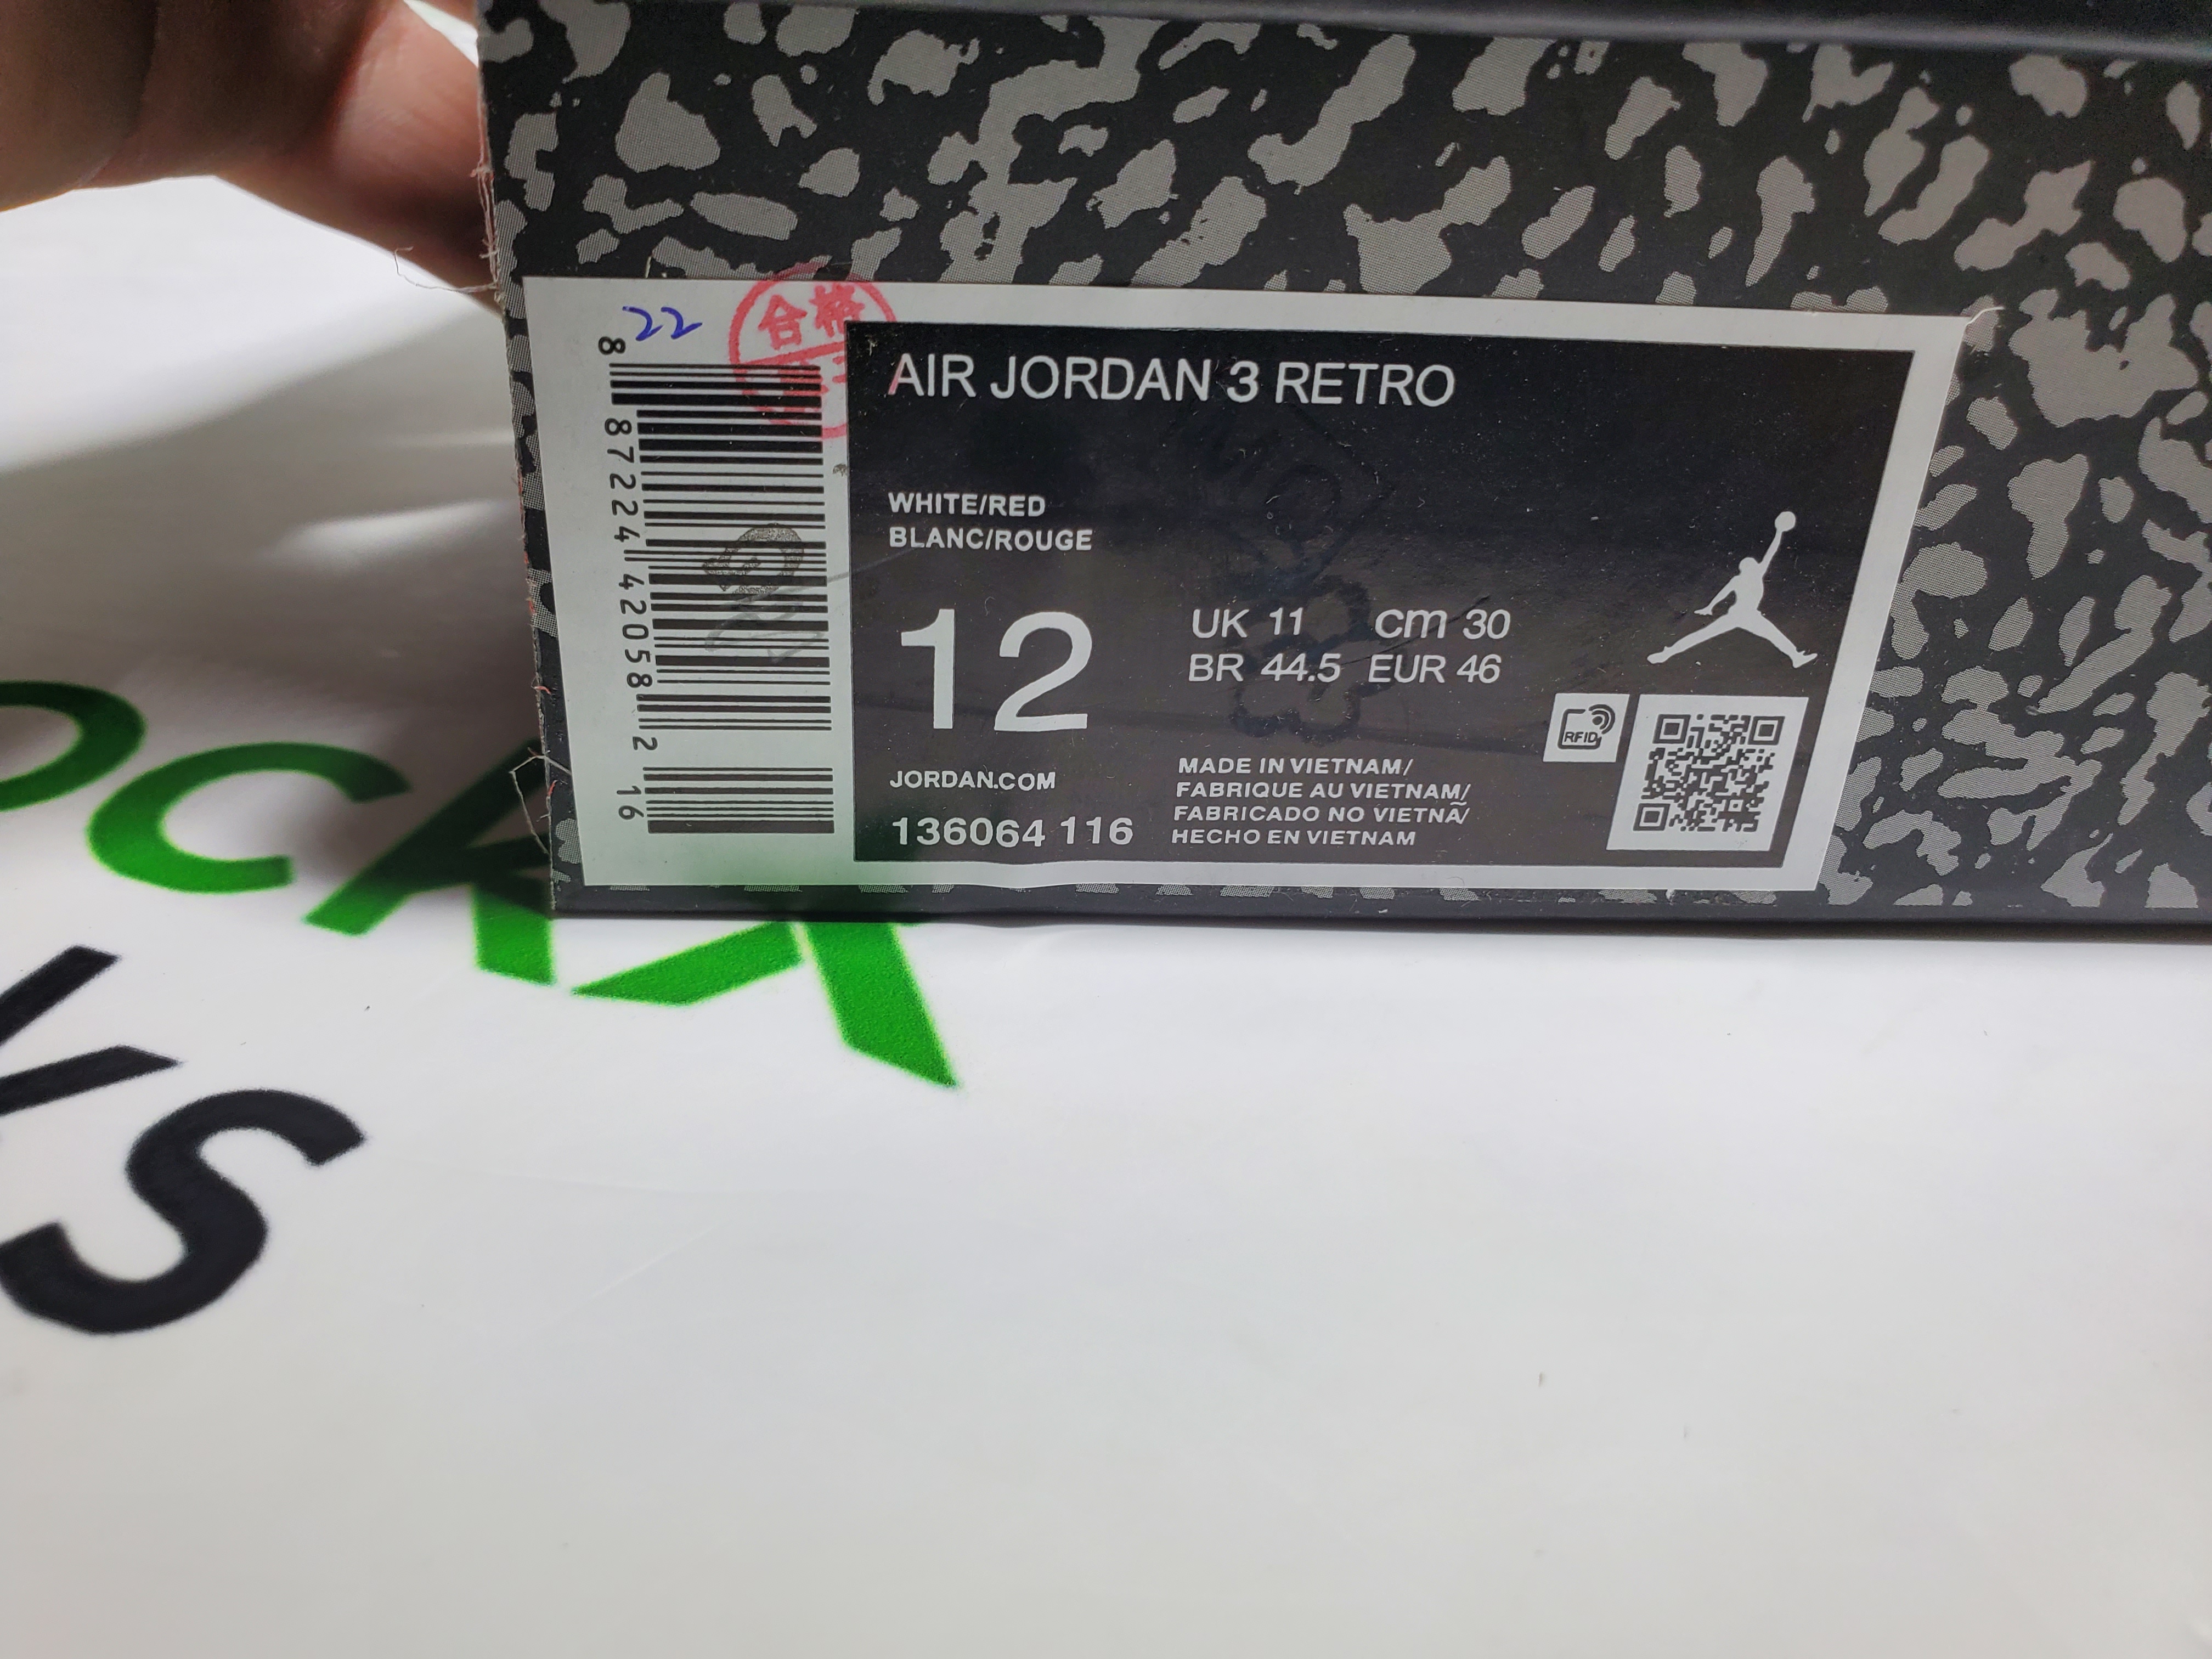 22
合格
8 87224 42058 2 16
AIR JORDAN 3 RETRO
WHITE/RED
BLANC/ROUGE
12
UK 11 cm 30
BR 44.5 EUR 46
RFID
JORDAN.COM
136064 116
MADE IN VIETNAM/
FABRIQUE AU VIETNAM/
FABRICADO NO VIETNÃ/
HECHO EN VIETNAM
OCKX
YS